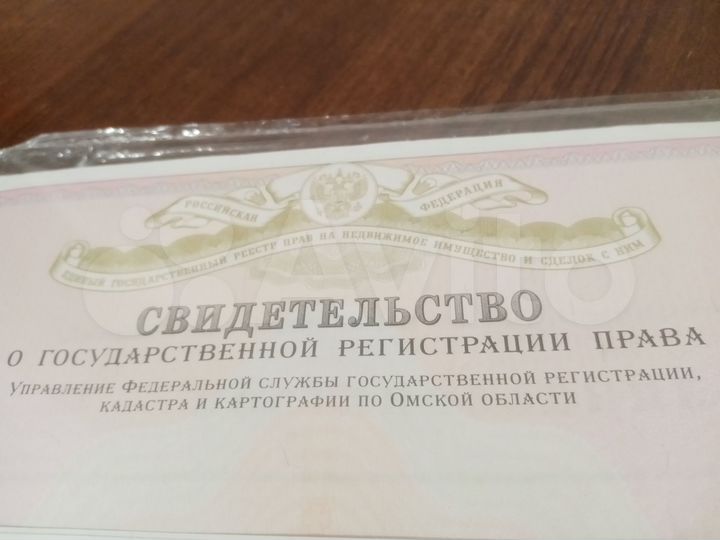 РОССИЙСКАЯ ФЕДЕРАЦИЯ
ЕДИНЫЙ ГОСУДАРСТВЕННЫЙ РЕЕСТР ПРАВ НА НЕДВИЖИМОЕ ИМУЩЕСТВО И СДЕЛОК С НИМ
СВИДЕТЕЛЬСТВО
О ГОСУДАРСТВЕННОЙ РЕГИСТРАЦИИ ПРАВА
Управление Федеральной службы государственной регистрации,
кадастра и картографии по Омской области
Avito